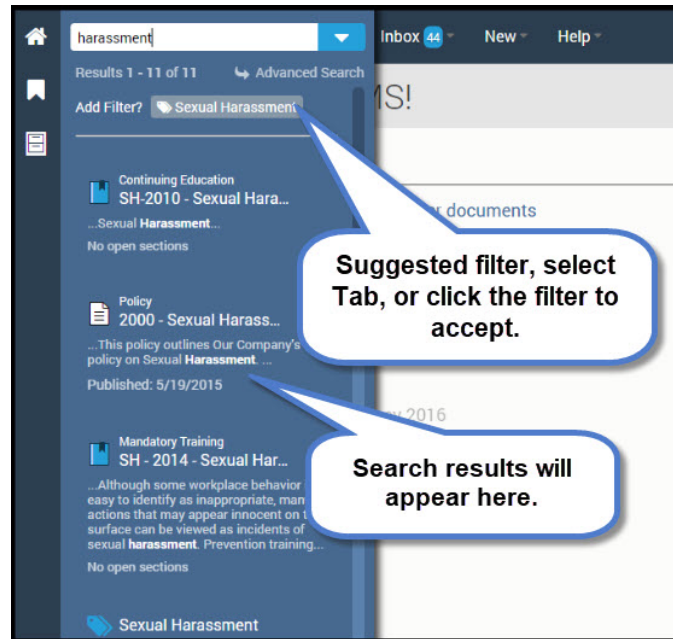 harassment
Inbox 44 New Help
Results 1 - 11 of 11 Advanced Search
Add Filter? Sexual Harassment
MS!
Continuing Education
SH-2010 - Sexual Hara...
...Sexual Harassment...
No open sections
documents
Suggested filter, select
Tab, or click the filter to
accept.
Policy
2000 - Sexual Harass...
...This policy outlines Our Company's
policy on Sexual Harassment. ...
Published: 5/19/2015
2016
Search results will
appear here.
Mandatory Training
SH - 2014 - Sexual Har...
...Although some workplace behavior
easy to identify as inappropriate, man
actions that may appear innocent on
surface can be viewed as incidents of
sexual harassment. Prevention training...
No open sections
Sexual Harassment